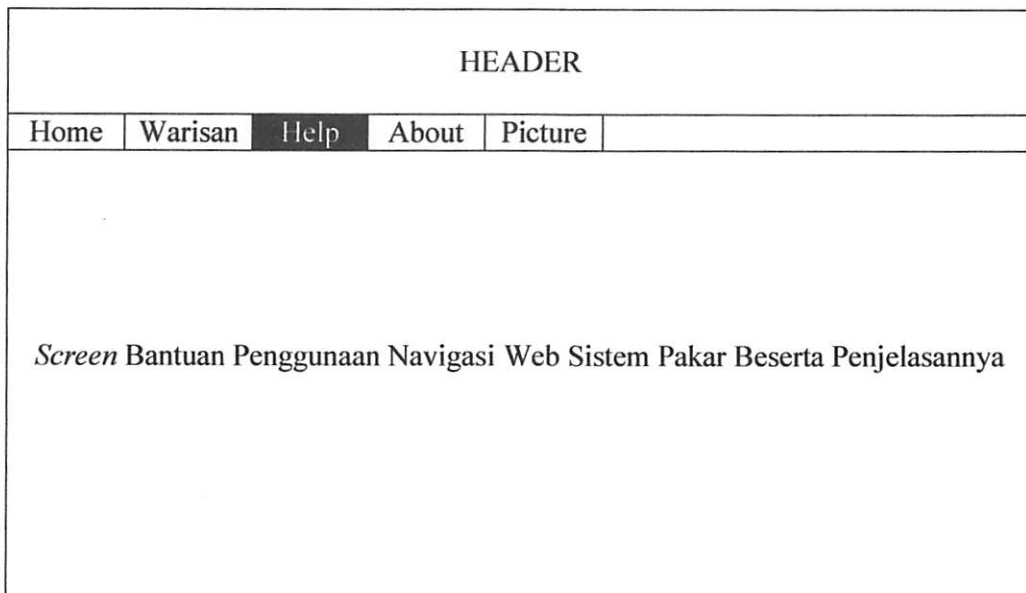 HEADER
Home Warisan Help About Picture
Screen Bantuan Penggunaan Navigasi Web Sistem Pakar Beserta Penjelasannya